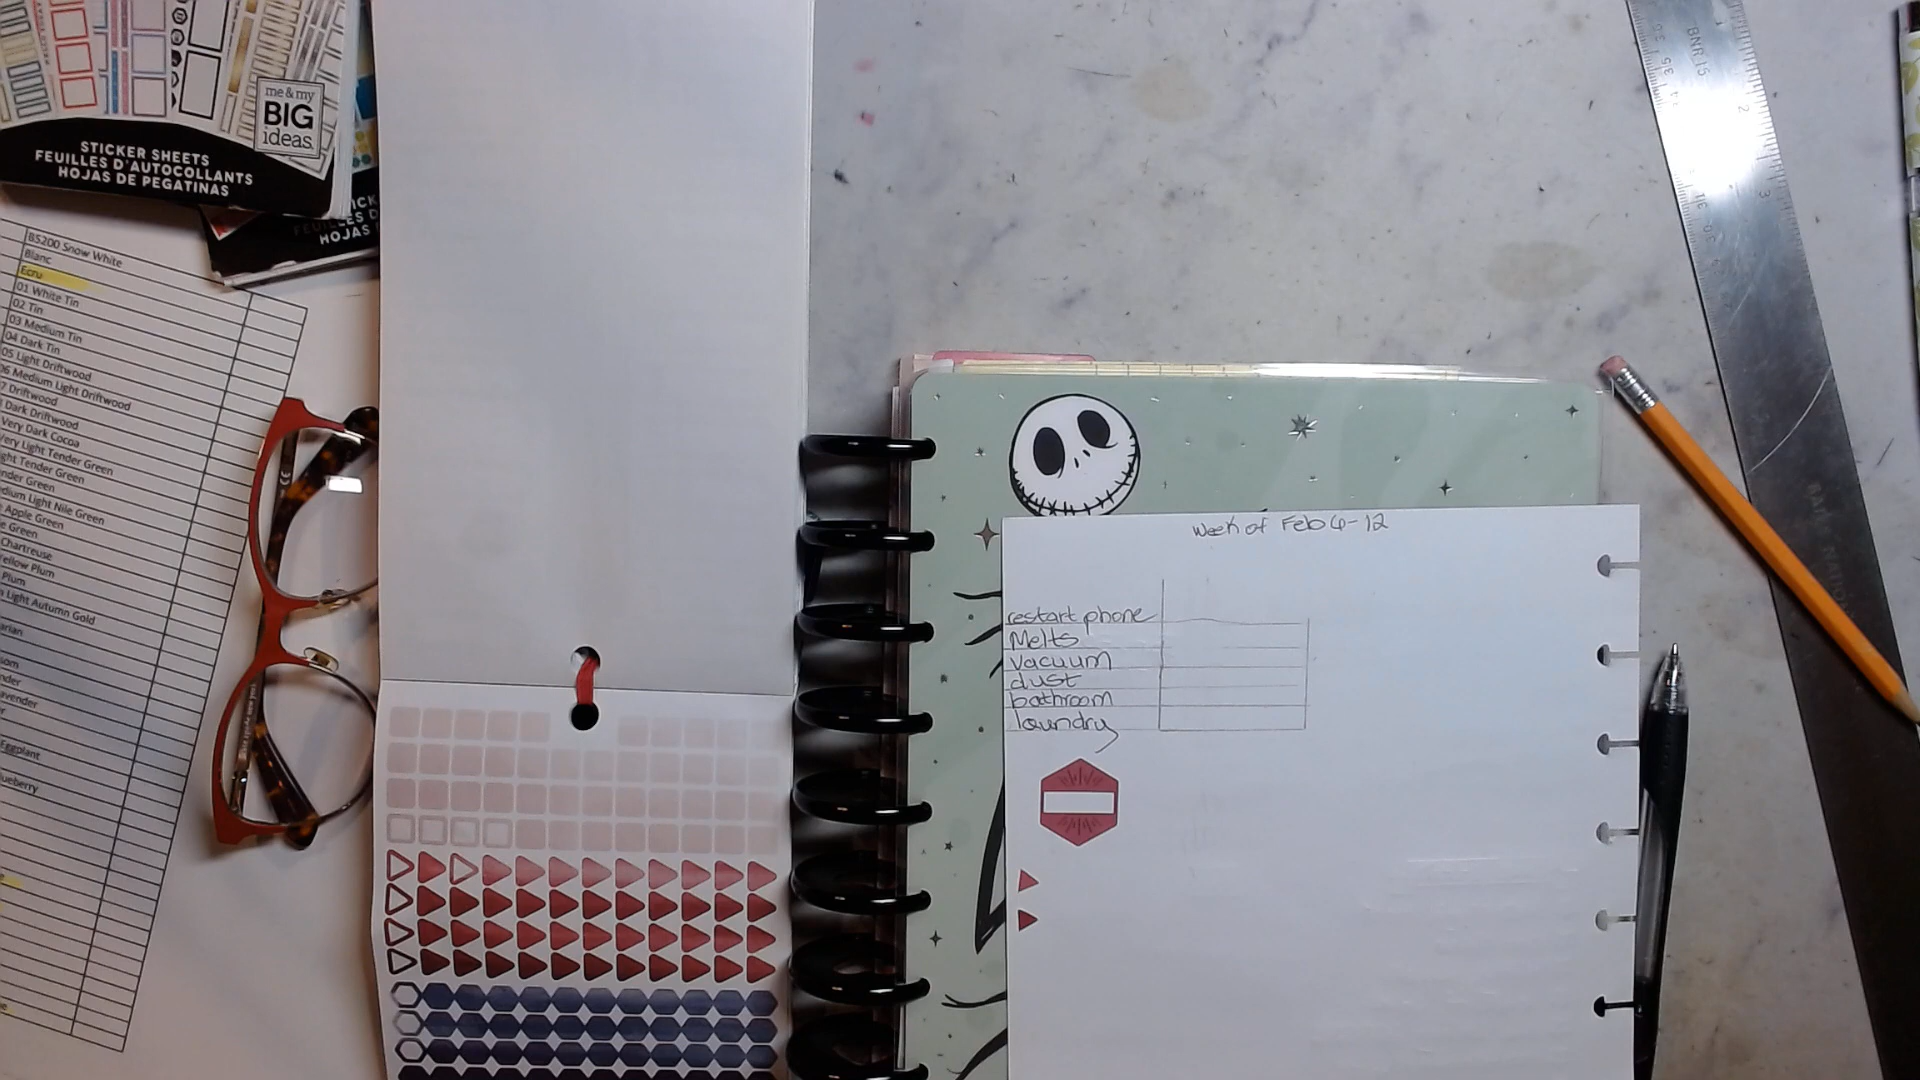 me & my
BIG
ideas.
STICKER SHEETS
FEUILLES D'AUTOCOLLANTS
HOJAS DE PEGATINAS
HOJAS
B5200 Snow White
Blanc
Ecru
01 White Tin
02 Tin
03 Medium Tin
04 Dark Tin
05 Light Driftwood
06 Medium Light Driftwood
7 Driftwood
Dark Driftwood
Very Dark Cocoa
Very Light Tender Green
Light Tender Green
Green
Medium Light Nile Green
Apple Green
Green
Chartreuse
Plum
Plum
Light Autumn Gold
Eggplant
BNR15
Week of Feb 6-12
restart phone
Melts
vacuum
dust
bathroom
laundry